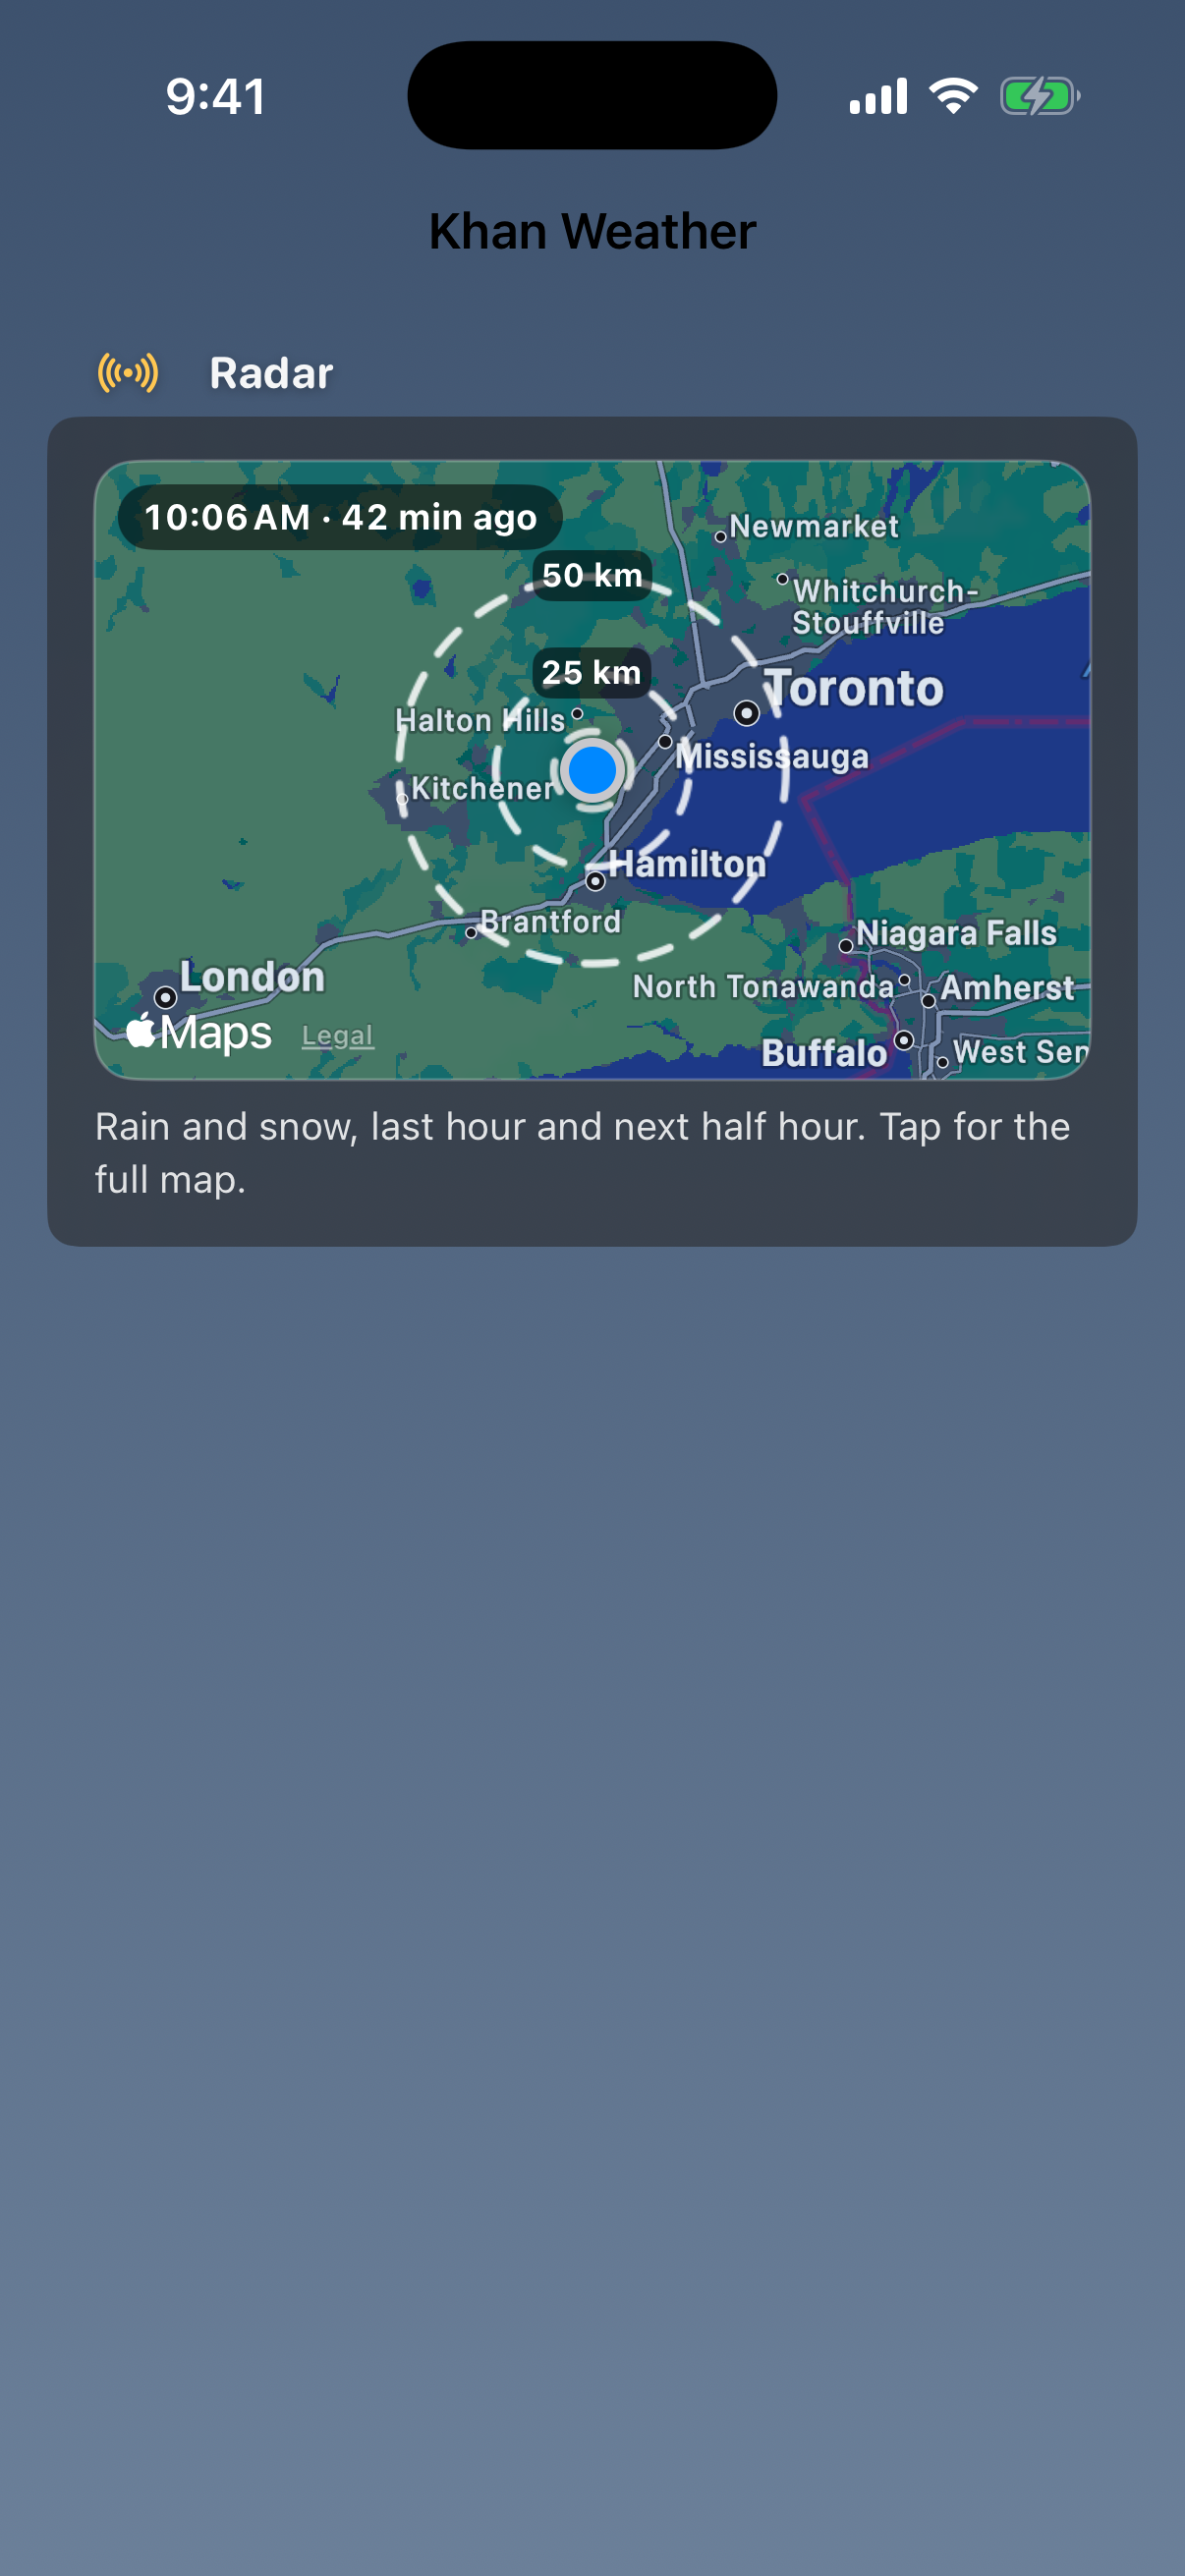 9:41
Khan Weather
Radar
10:06 AM · 42 min ago
Newmarket
50 km
Whitchurch-
Stouffville
25 km
Toronto
Halton Hills
Mississauga
Kitchener
Hamilton
Brantford
Niagara Falls
London
North Tonawanda
Amherst
Maps
Legal
Buffalo
West Sen
Rain and snow, last hour and next half hour. Tap for the
full map.